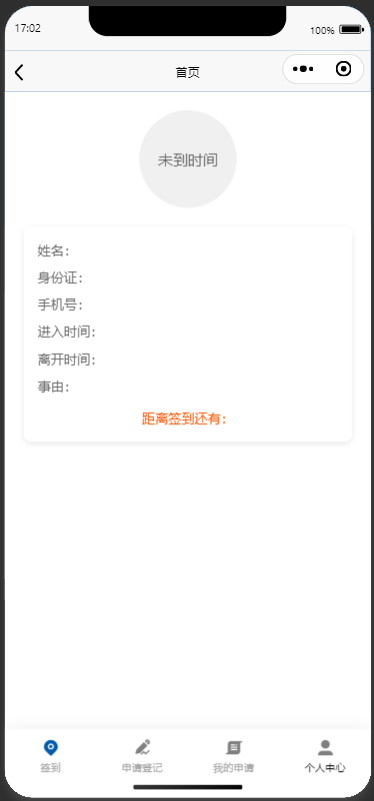 17:02
100%
首页
未到时间
姓名:
身份证:
手机号:
进入时间:
离开时间:
事由:
距离签到还有:
签到
申请登记
我的申请
个人中心